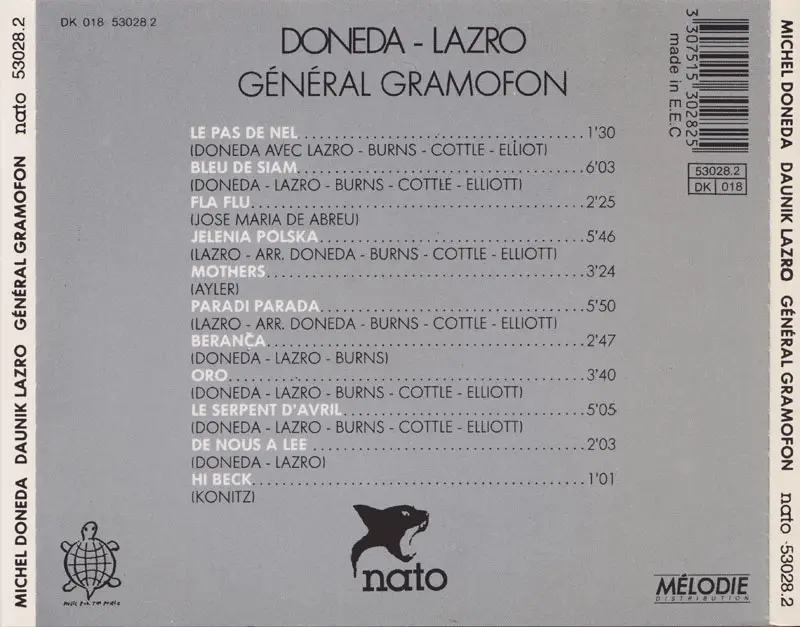 DK 018 53028.2
DONEDA - LAZRO
GÉNÉRAL GRAMOFON
3 307515 302825
made in E.E.C
53028.2
DK 018
LE PAS DE NEL 1'30
(DONEDA AVEC LAZRO - BURNS - COTTLE - ELLIOT)
BLEU DE SIAM 6'03
(DONEDA - LAZRO - BURNS - COTTLE - ELLIOTT)
FLA FLU 2'25
(JOSE MARIA DE ABREU)
JELENIA POLSKA 5'46
(LAZRO - ARR. DONEDA - BURNS - COTTLE - ELLIOTT)
MOTHERS 3'24
(AYLER)
PARADI PARADA 5'50
(LAZRO - ARR. DONEDA - BURNS - COTTLE - ELLIOTT)
BERANČA 2'47
(DONEDA - LAZRO - BURNS)
ORO 3'40
(DONEDA - LAZRO - BURNS - COTTLE - ELLIOTT)
LE SERPENT D'AVRIL 5'05
(DONEDA - LAZRO - BURNS - COTTLE - ELLIOTT)
DE NOUS A LEE 2'03
(DONEDA - LAZRO)
HI BECK 1'01
(KONITZ)
nato
MÉLODIE
DISTRIBUTION
MICHEL DONEDA DAUNIK LAZRO GÉNÉRAL GRAMOFON nato 53028.2
MICHEL DONEDA DAUNIK LAZRO GÉNÉRAL GRAMOFON nato 53028.2